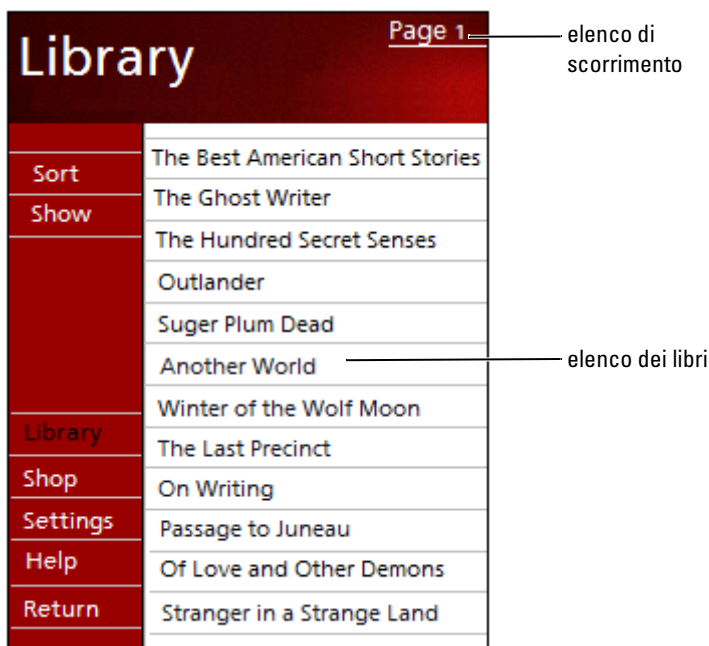 Library
Page 1
elenco di
scorrimento
Sort
Show
Library
Shop
Settings
Help
Return
The Best American Short Stories
The Ghost Writer
The Hundred Secret Senses
Outlander
Suger Plum Dead
Another World
Winter of the Wolf Moon
The Last Precinct
On Writing
Passage to Juneau
Of Love and Other Demons
Stranger in a Strange Land
elenco dei libri